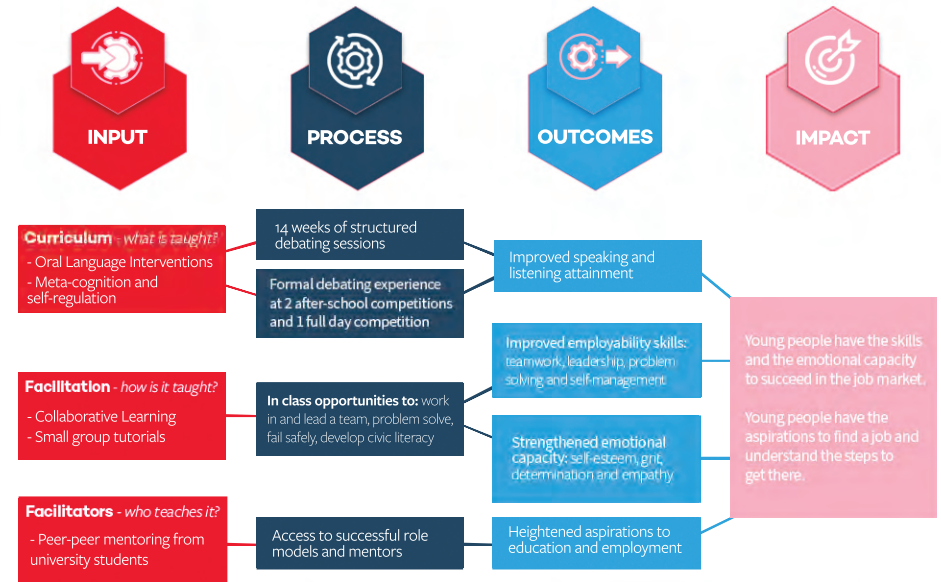 INPUT
PROCESS
OUTCOMES
IMPACT
Curriculum - what is taught?
- Oral Language Interventions
- Meta-cognition and
self-regulation
Facilitation - how is it taught?
- Collaborative Learning
- Small group tutorials
Facilitators - who teaches it?
- Peer-peer mentoring from
university students
14 weeks of structured
debating sessions
Formal debating experience
at 2 after-school competitions
and 1 full day competition
In class opportunities to: work
in and lead a team, problem solve,
fail safely, develop civic literacy
Access to successful role
models and mentors
Improved speaking and
listening attainment
Improved employability skills:
teamwork, leadership, problem
solving and self-management
Strengthened emotional
capacity: self-esteem, grit,
determination and empathy
Heightened aspirations to
education and employment
Young people have the skills
and the emotional capacity
to succeed in the job market.
Young people have the
aspirations to find a job and
understand the steps to
get there.